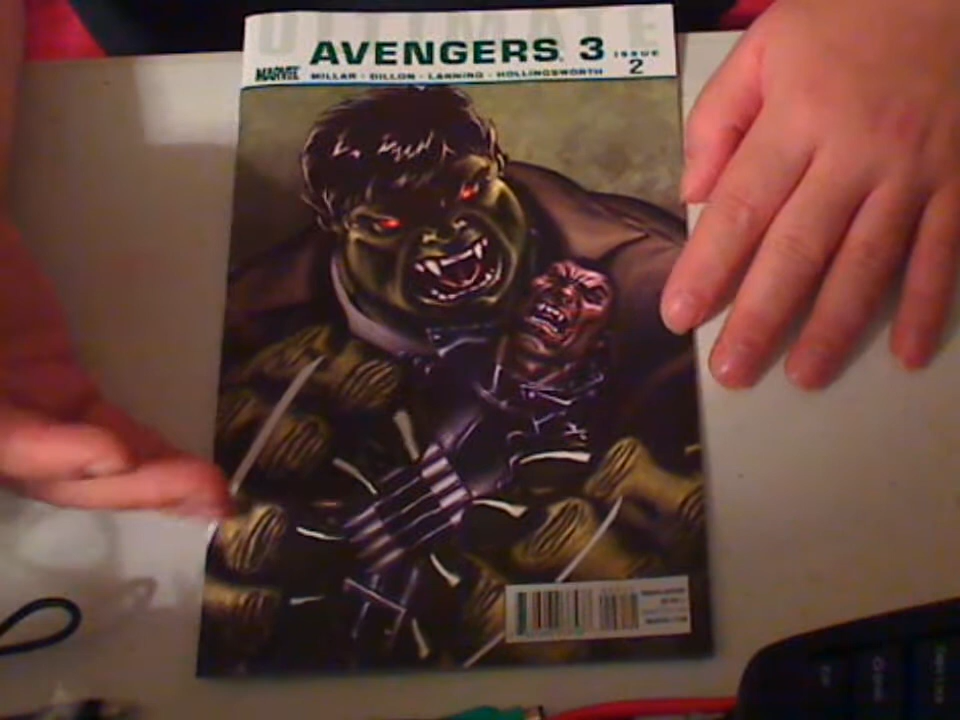 ULTIMATE
AVENGERS 3 ISSUE 2
MARVEL MILLAR · DILLON · LANNING · HOLLINGSWORTH